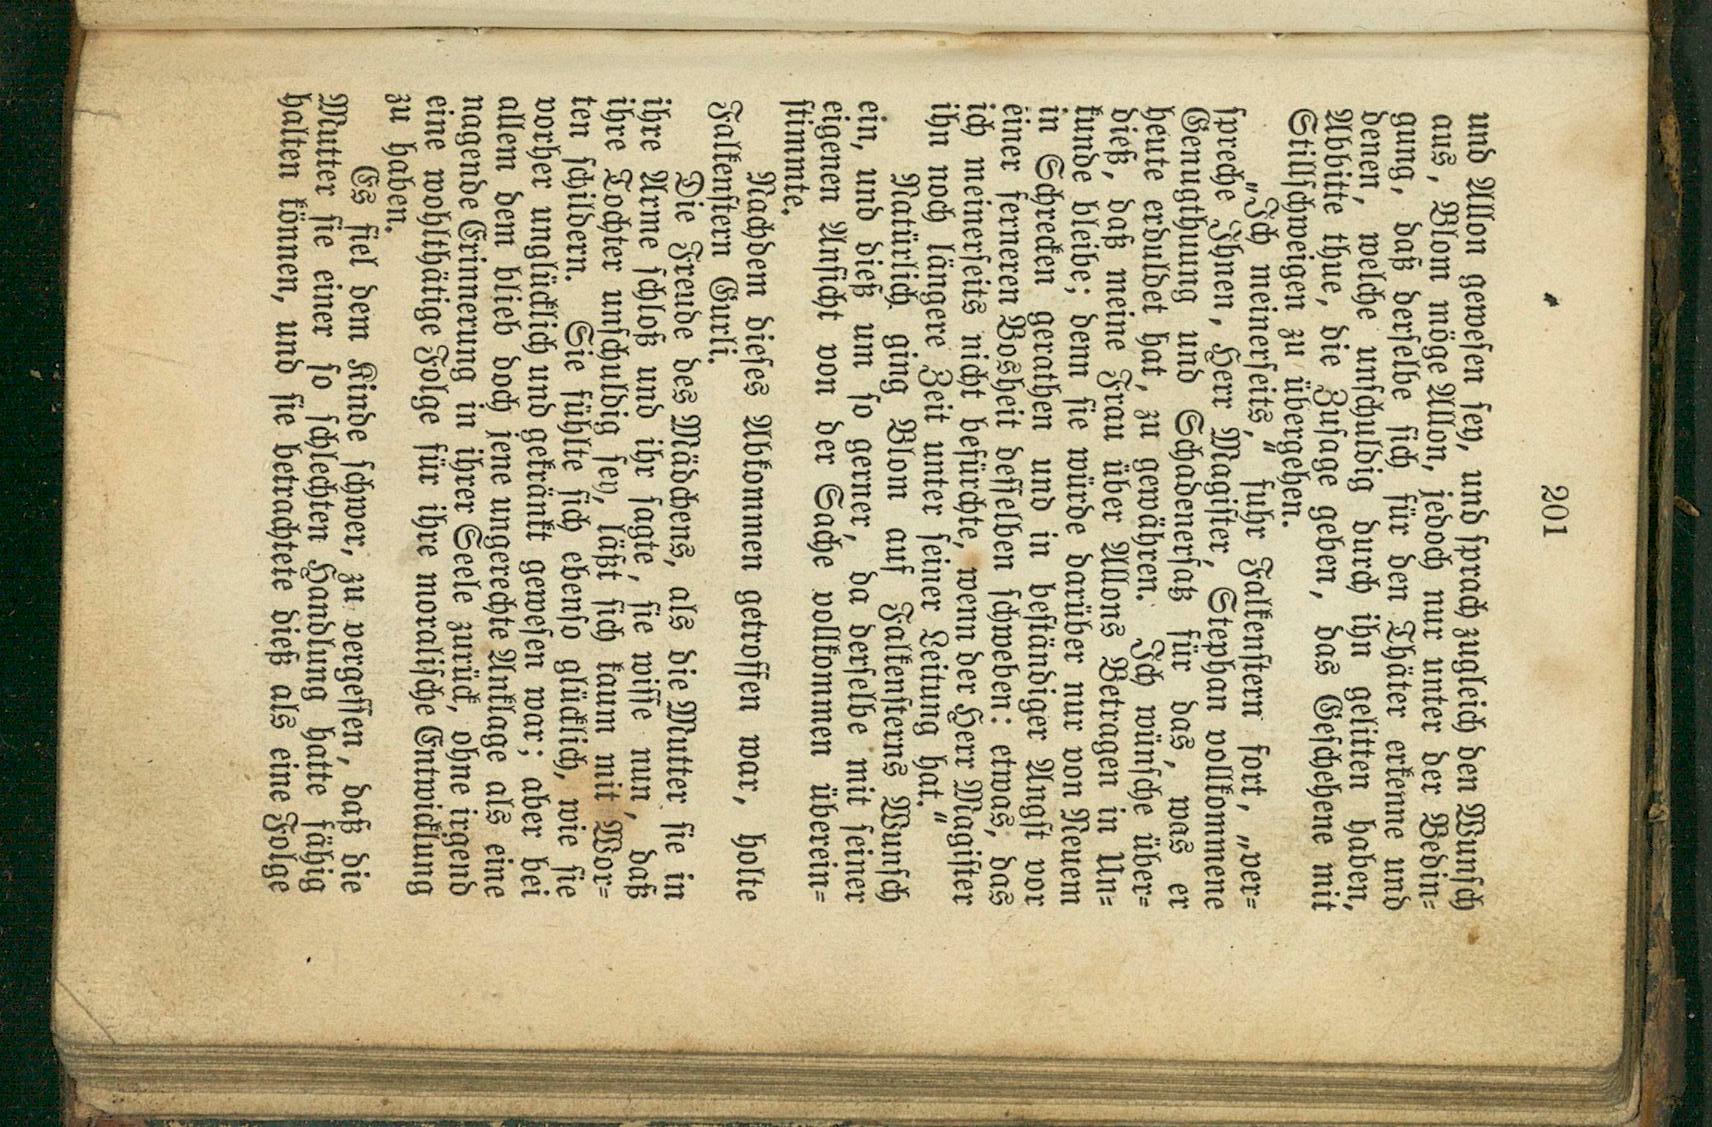 201
und Allon gewesen sey, und sprach zugleich den Wunsch
aus, Blom möge Allon, jedoch nur unter der Bedin-
gung, daß derselbe sich für den Thäter erkenne und
denen, welche unschuldig durch ihn gelitten haben,
Abbitte thue, die Zusage geben, das Geschehene mit
Stillschweigen zu übergehen.
„Ich meinerseits,“ fuhr Falkenstern fort, „ver-
spreche Ihnen, Herr Magister, Stephan vollkommene
Genugthuung und Schadenersatz für das, was er
heute erduldet hat, zu gewähren. Ich wünsche über-
dieß, daß meine Frau über Allons Betragen in Un-
kunde bleibe; denn sie würde darüber nur von Neuem
in Schrecken gerathen und in beständiger Angst vor
einer ferneren Bosheit desselben schweben: etwas, das
ich meinerseits nicht befürchte, wenn der Herr Magister
ihn noch längere Zeit unter seiner Leitung hat.“
Natürlich ging Blom auf Falkensterns Wunsch
ein, und dieß um so gerner, da derselbe mit seiner
eigenen Ansicht von der Sache vollkommen überein-
stimmte.
Nachdem dieses Abkommen getroffen war, holte
Falkenstern Gurli.
Die Freude des Mädchens, als die Mutter sie in
ihre Arme schloß und ihr sagte, sie wisse nun, daß
ihre Tochter unschuldig sey, läßt sich kaum mit Wor-
ten schildern. Sie fühlte sich ebenso glücklich, wie sie
vorher unglücklich und gekränkt gewesen war; aber bei
allem dem blieb doch jene ungerechte Anklage als eine
nagende Erinnerung in ihrer Seele zurück, ohne irgend
eine wohlthätige Folge für ihre moralische Entwicklung
zu haben.
Es fiel dem Kinde schwer, zu vergessen, daß die
Mutter sie einer so schlechten Handlung hatte fähig
halten können, und sie betrachtete dieß als eine Folge